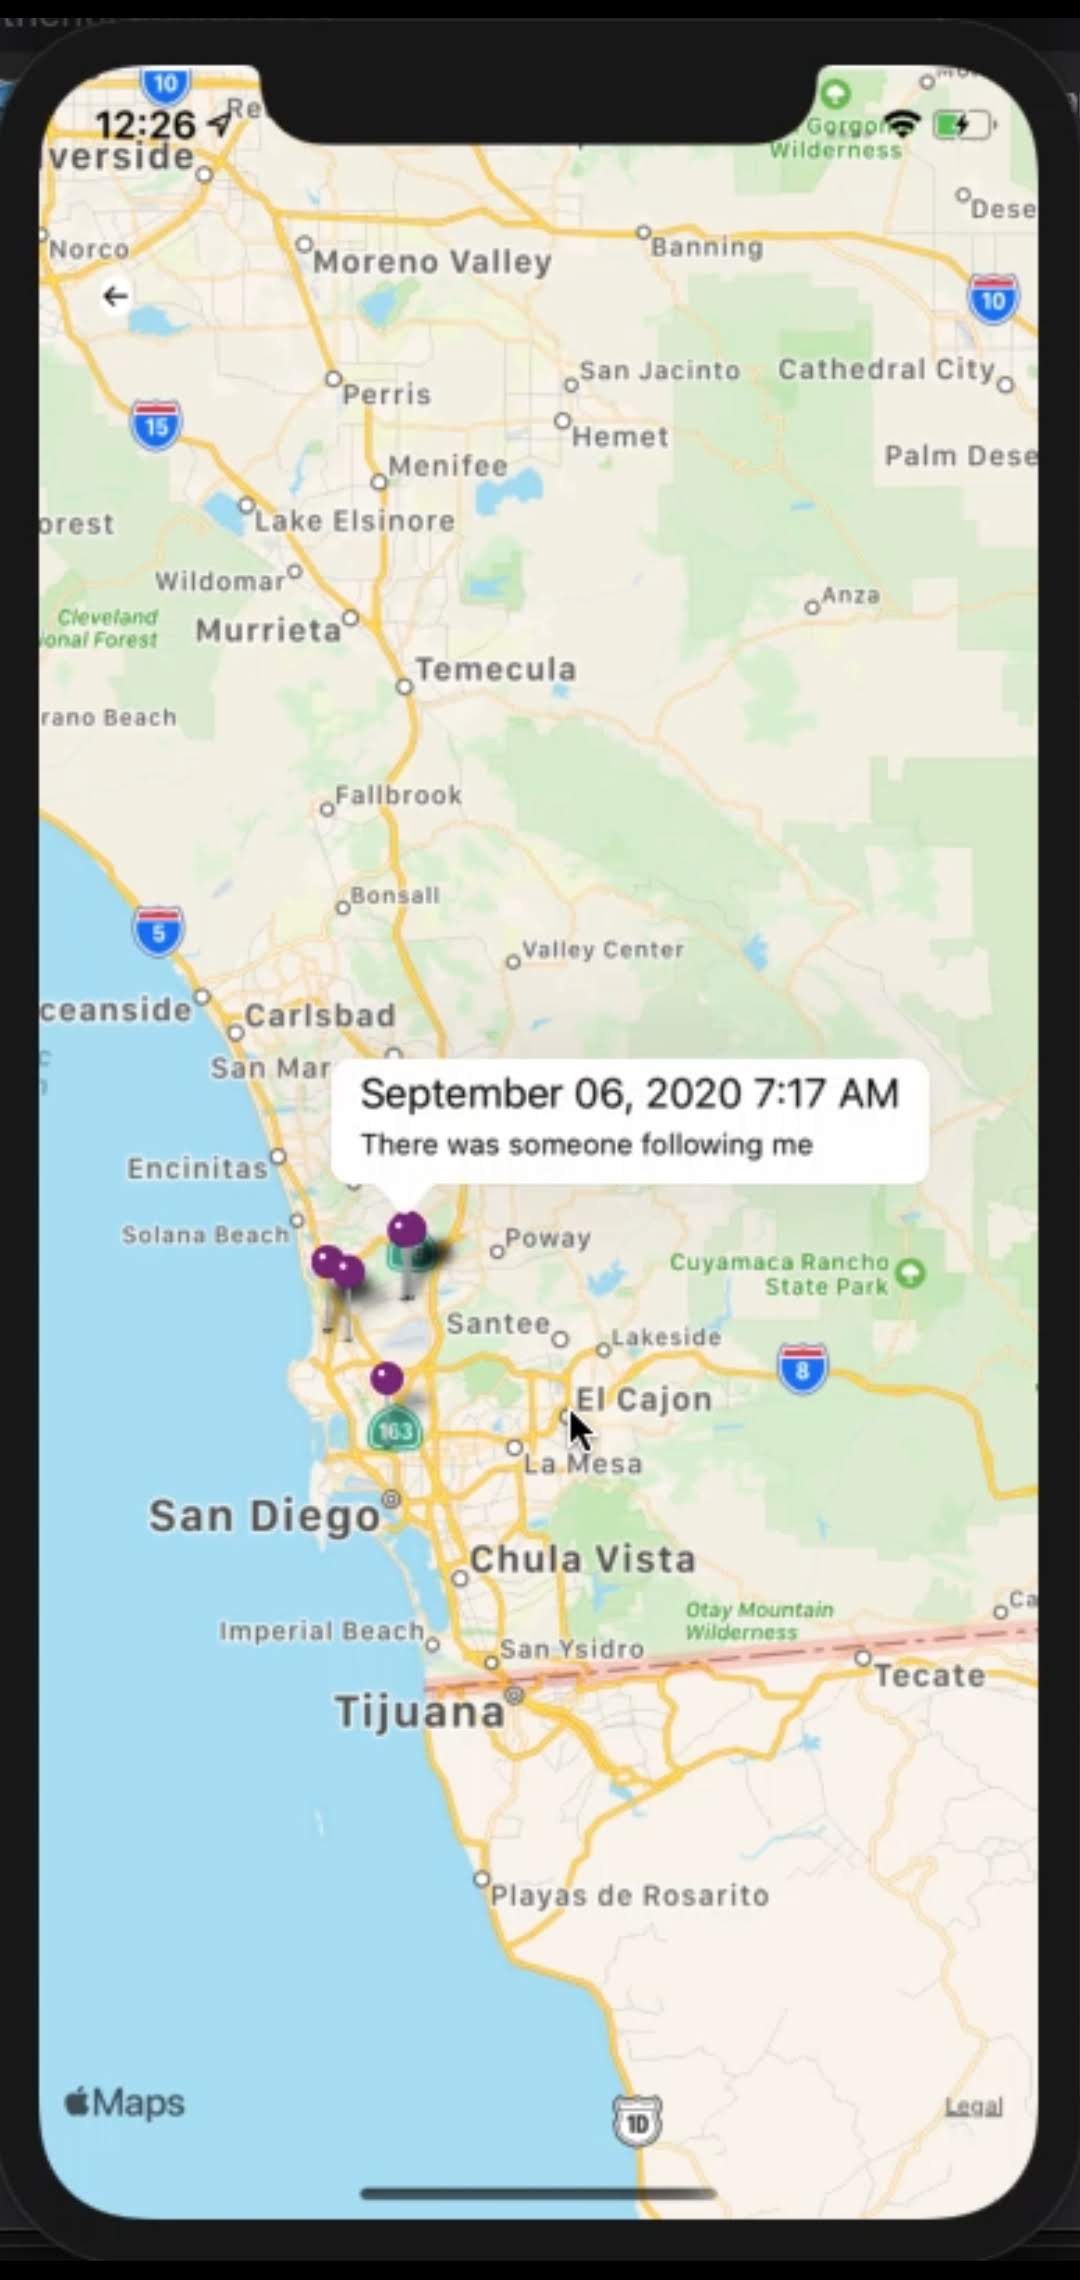 10
12:26
Re
verside
Gorgon
Wilderness
Dese
Norco
Moreno Valley
Banning
10
San Jacinto
Cathedral City
Perris
15
Hemet
Menifee
Palm Dese
orest
Lake Elsinore
Wildomar
Anza
Cleveland
ional Forest
Murrieta
Temecula
rano Beach
Fallbrook
Bonsall
5
Valley Center
ceanside
Carlsbad
San Mar
September 06, 2020 7:17 AM
There was someone following me
Encinitas
Solana Beach
Poway
Cuyamaca Rancho
State Park
Santee
Lakeside
8
El Cajon
163
La Mesa
San Diego
Chula Vista
Otay Mountain
Wilderness
Ca
Imperial Beach
San Ysidro
Tecate
Tijuana
Playas de Rosarito
Maps
1D
Legal